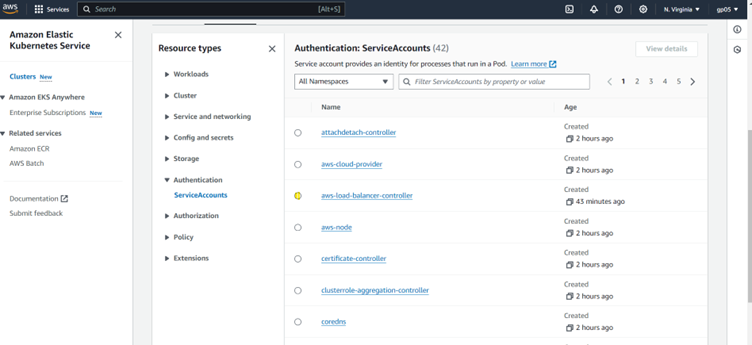 aws
Services
Search
[Alt+S]
N. Virginia
gp05
Amazon Elastic
Kubernetes Service
Clusters New
Amazon EKS Anywhere
Enterprise Subscriptions New
Related services
Amazon ECR
AWS Batch
Documentation
Submit feedback
Resource types
Workloads
Cluster
Service and networking
Config and secrets
Storage
Authentication
ServiceAccounts
Authorization
Policy
Extensions
Authentication: ServiceAccounts (42)
View details
Service account provides an identity for processes that run in a Pod. Learn more
All Namespaces
Filter ServiceAccounts by property or value
1 2 3 4 5
Name
Age
attachdetach-controller
Created
2 hours ago
aws-cloud-provider
Created
2 hours ago
aws-load-balancer-controller
Created
43 minutes ago
aws-node
Created
2 hours ago
certificate-controller
Created
2 hours ago
clusterrole-aggregation-controller
Created
2 hours ago
coredns
Created
2 hours ago